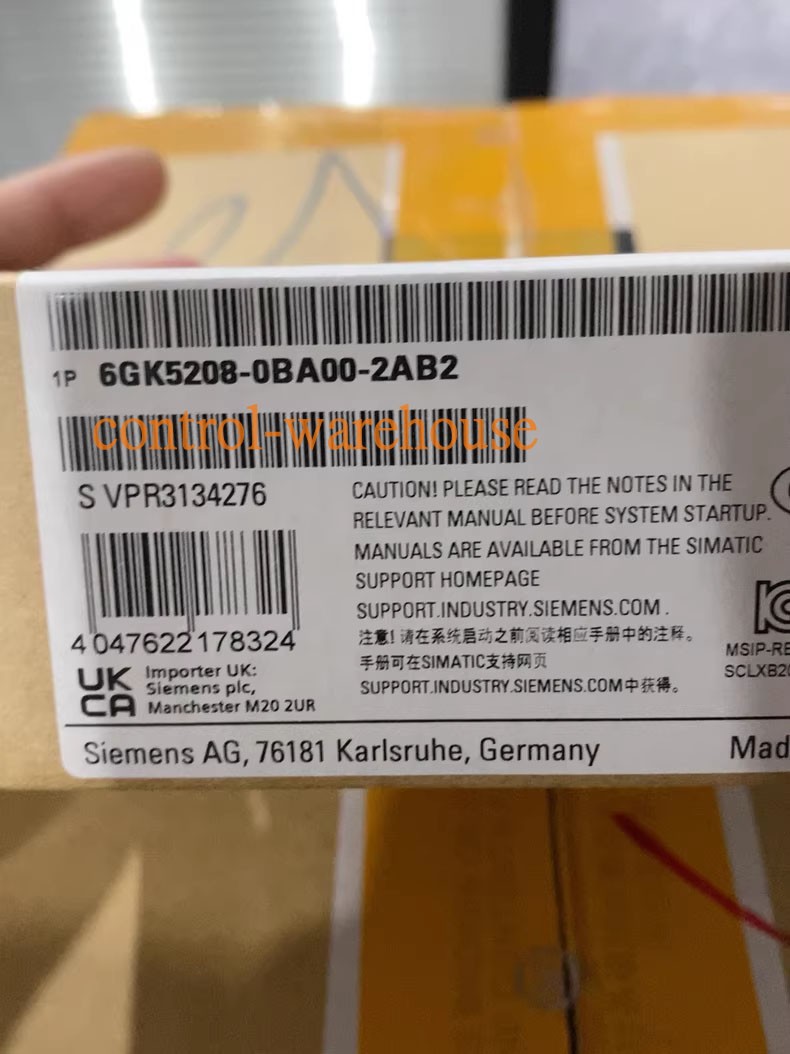 1P 6GK5208-0BA00-2AB2
control-warehouse
S VPR3134276
CAUTION! PLEASE READ THE NOTES IN THE
RELEVANT MANUAL BEFORE SYSTEM STARTUP.
MANUALS ARE AVAILABLE FROM THE SIMATIC
SUPPORT HOMEPAGE
SUPPORT.INDUSTRY.SIEMENS.COM .
注意! 请在系统启动之前阅读相应手册中的注释。
手册可在SIMATIC支持网页
SUPPORT.INDUSTRY.SIEMENS.COM中获得。
4 047622 178324
UK
CA
Importer UK:
Siemens plc,
Manchester M20 2UR
MSIP-RE
SCLXB20
Siemens AG, 76181 Karlsruhe, Germany
Mad